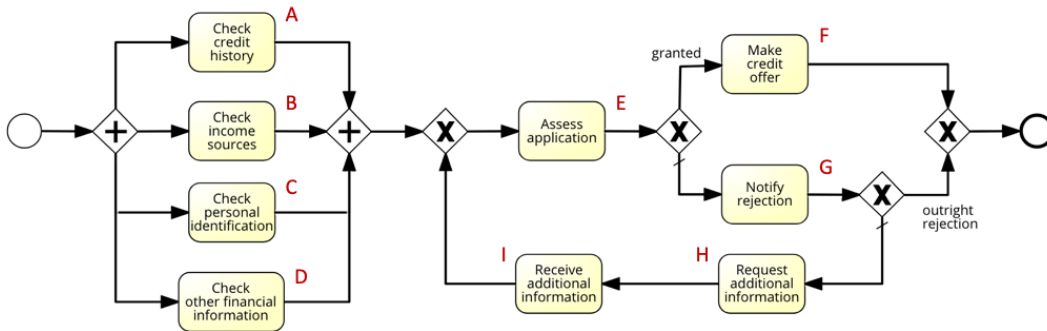 A
Check
credit
history
B
Check
income
sources
C
Check
personal
identification
D
Check
other financial
information
E
Assess
application
granted
F
Make
credit
offer
G
Notify
rejection
outright
rejection
H
Request
additional
information
I
Receive
additional
information